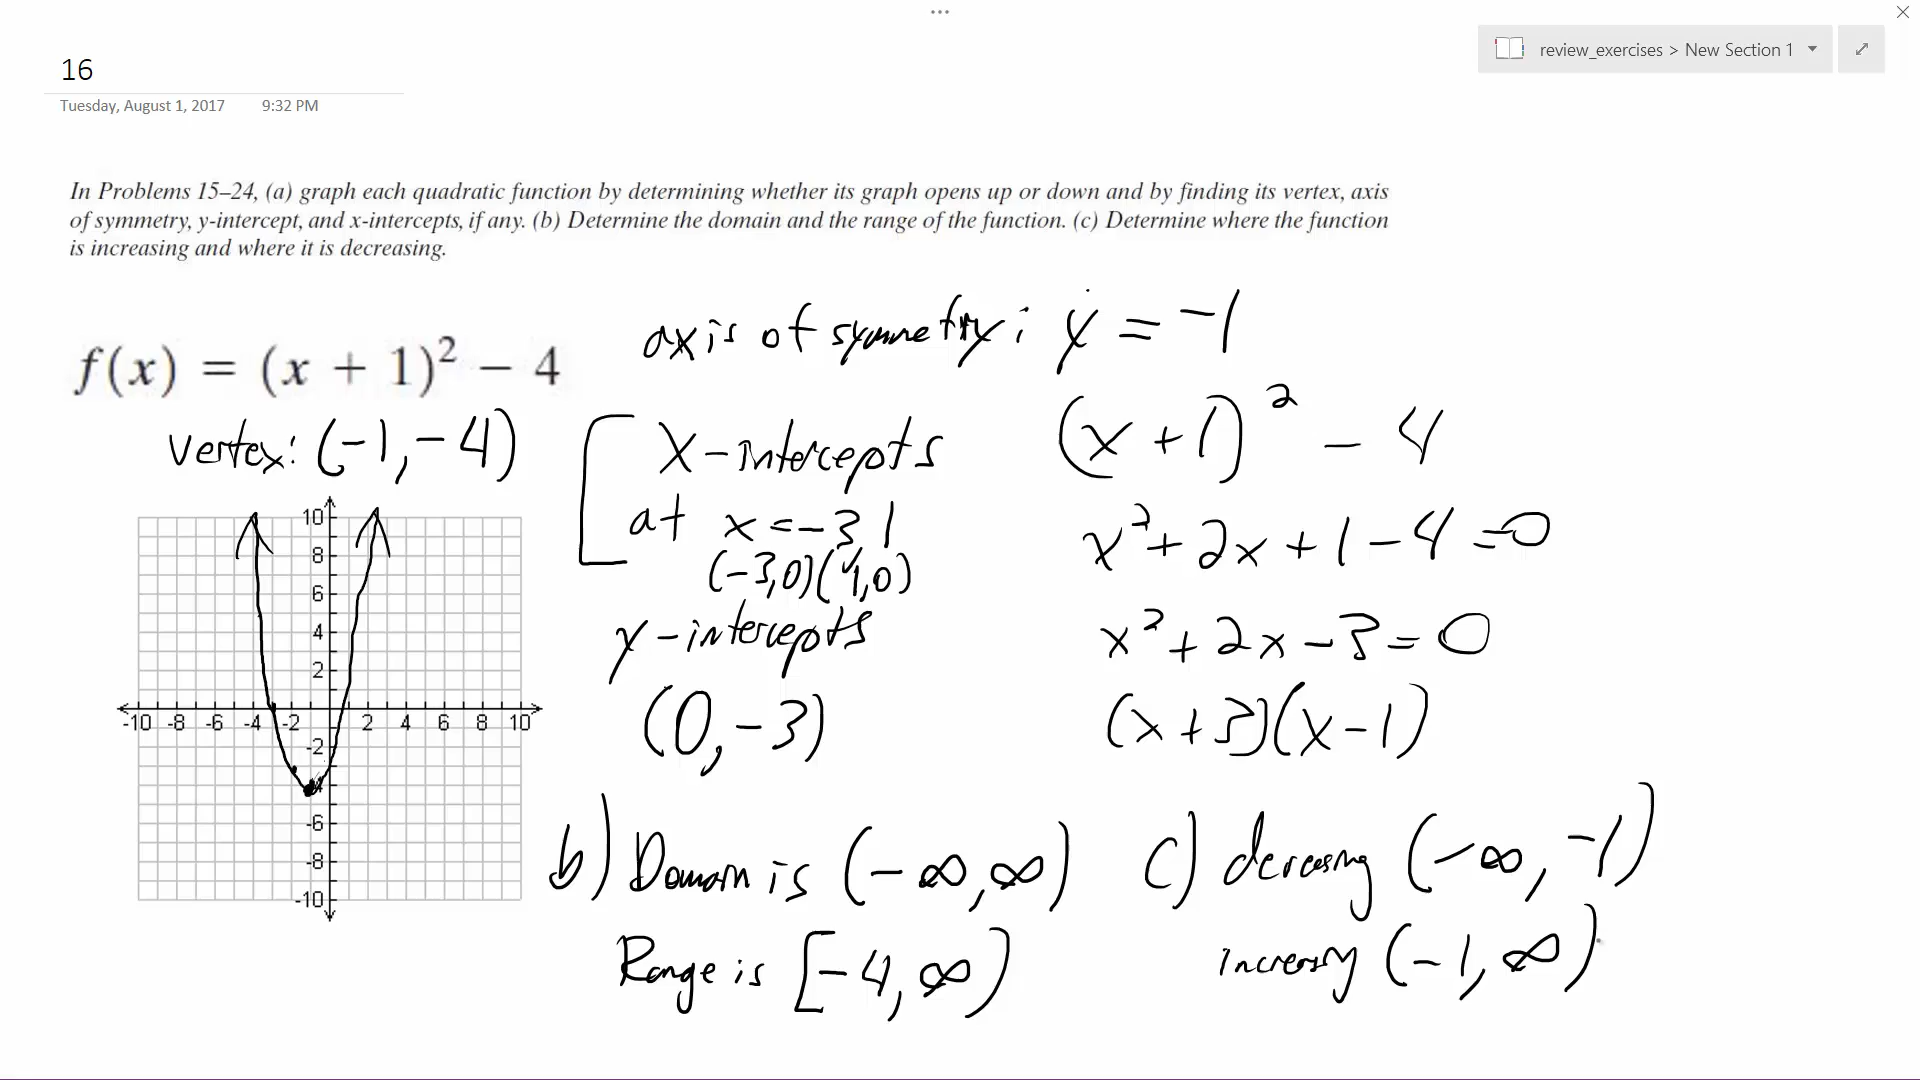 review_exercises > New Section 1
16
Tuesday, August 1, 2017 9:32 PM
In Problems 15–24, (a) graph each quadratic function by determining whether its graph opens up or down and by finding its vertex, axis
of symmetry, y-intercept, and x-intercepts, if any. (b) Determine the domain and the range of the function. (c) Determine where the function
is increasing and where it is decreasing.
f(x) = (x + 1)² − 4
axis of symmetry: y = -1
vertex: (-1, -4)
x-intercepts
at x = -3 1
(-3,0) (1,0)
y-intercepts
(0, -3)
(x+1)² - 4
x² + 2x + 1 - 4 = 0
x² + 2x - 3 = 0
(x+3)(x-1)
10
8
6
4
2
-10 -8 -6 -4 -2 2 4 6 8 10
-2
-6
-8
-10
b) Domain is (-∞, ∞)
Range is [-4, ∞)
c) decreasing (-∞, -1)
increasing (-1, ∞)